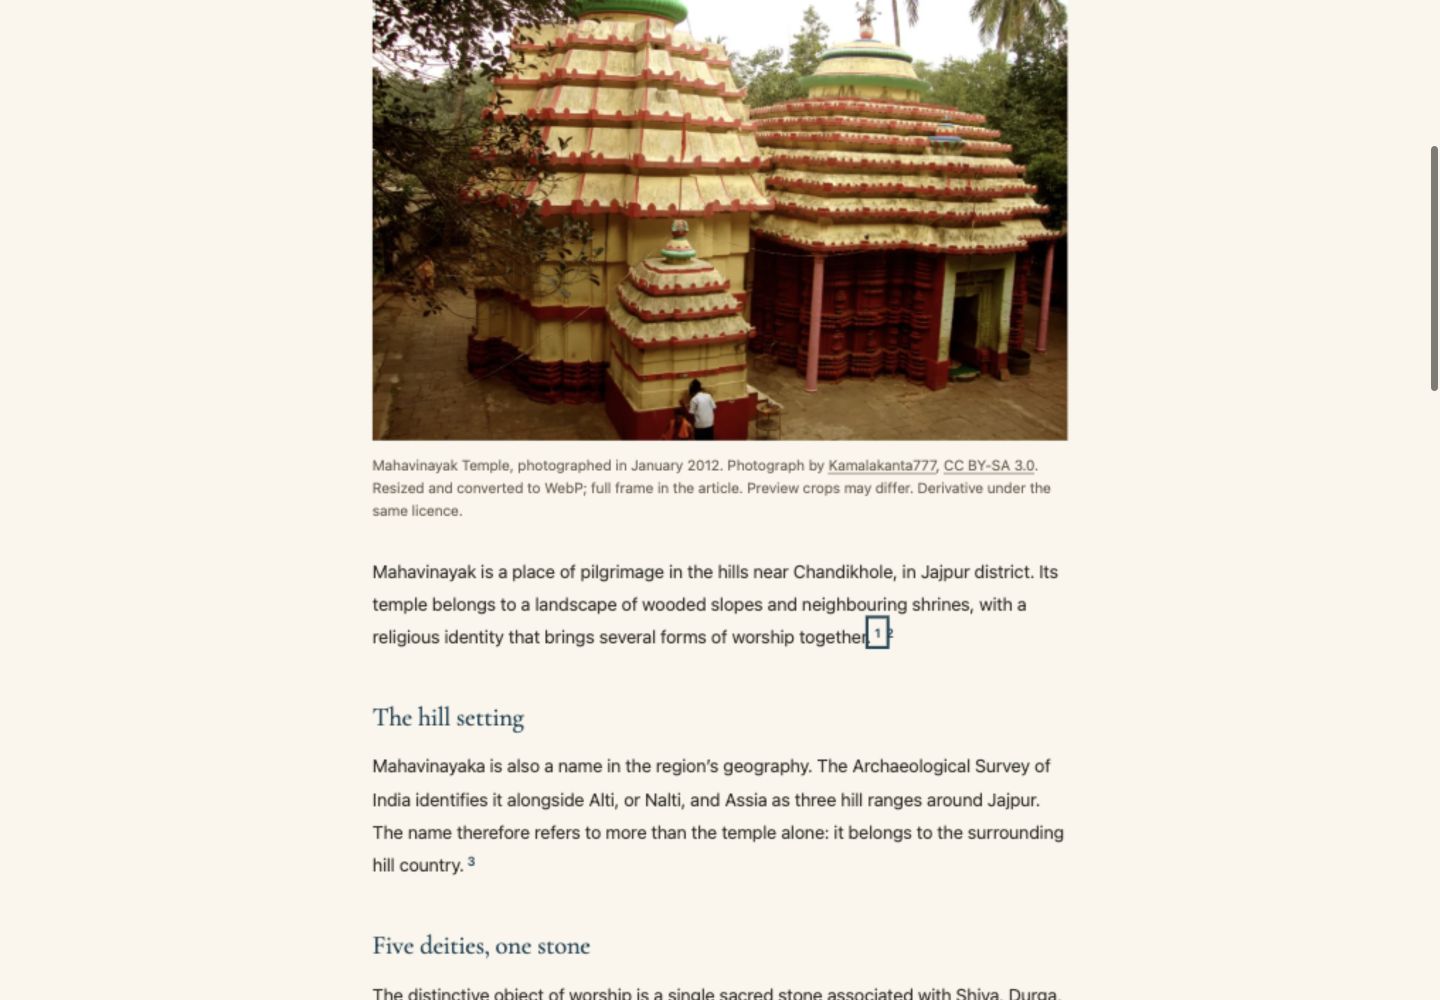 Mahavinayak Temple, photographed in January 2012. Photograph by Kamalakanta777, CC BY-SA 3.0.
Resized and converted to WebP; full frame in the article. Preview crops may differ. Derivative under the
same licence.
Mahavinayak is a place of pilgrimage in the hills near Chandikhole, in Jajpur district. Its
temple belongs to a landscape of wooded slopes and neighbouring shrines, with a
religious identity that brings several forms of worship together. 1 2
The hill setting
Mahavinayaka is also a name in the region’s geography. The Archaeological Survey of
India identifies it alongside Alti, or Nalti, and Assia as three hill ranges around Jajpur.
The name therefore refers to more than the temple alone: it belongs to the surrounding
hill country. 3
Five deities, one stone
The distinctive object of worship is a single sacred stone associated with Shiva, Durga,